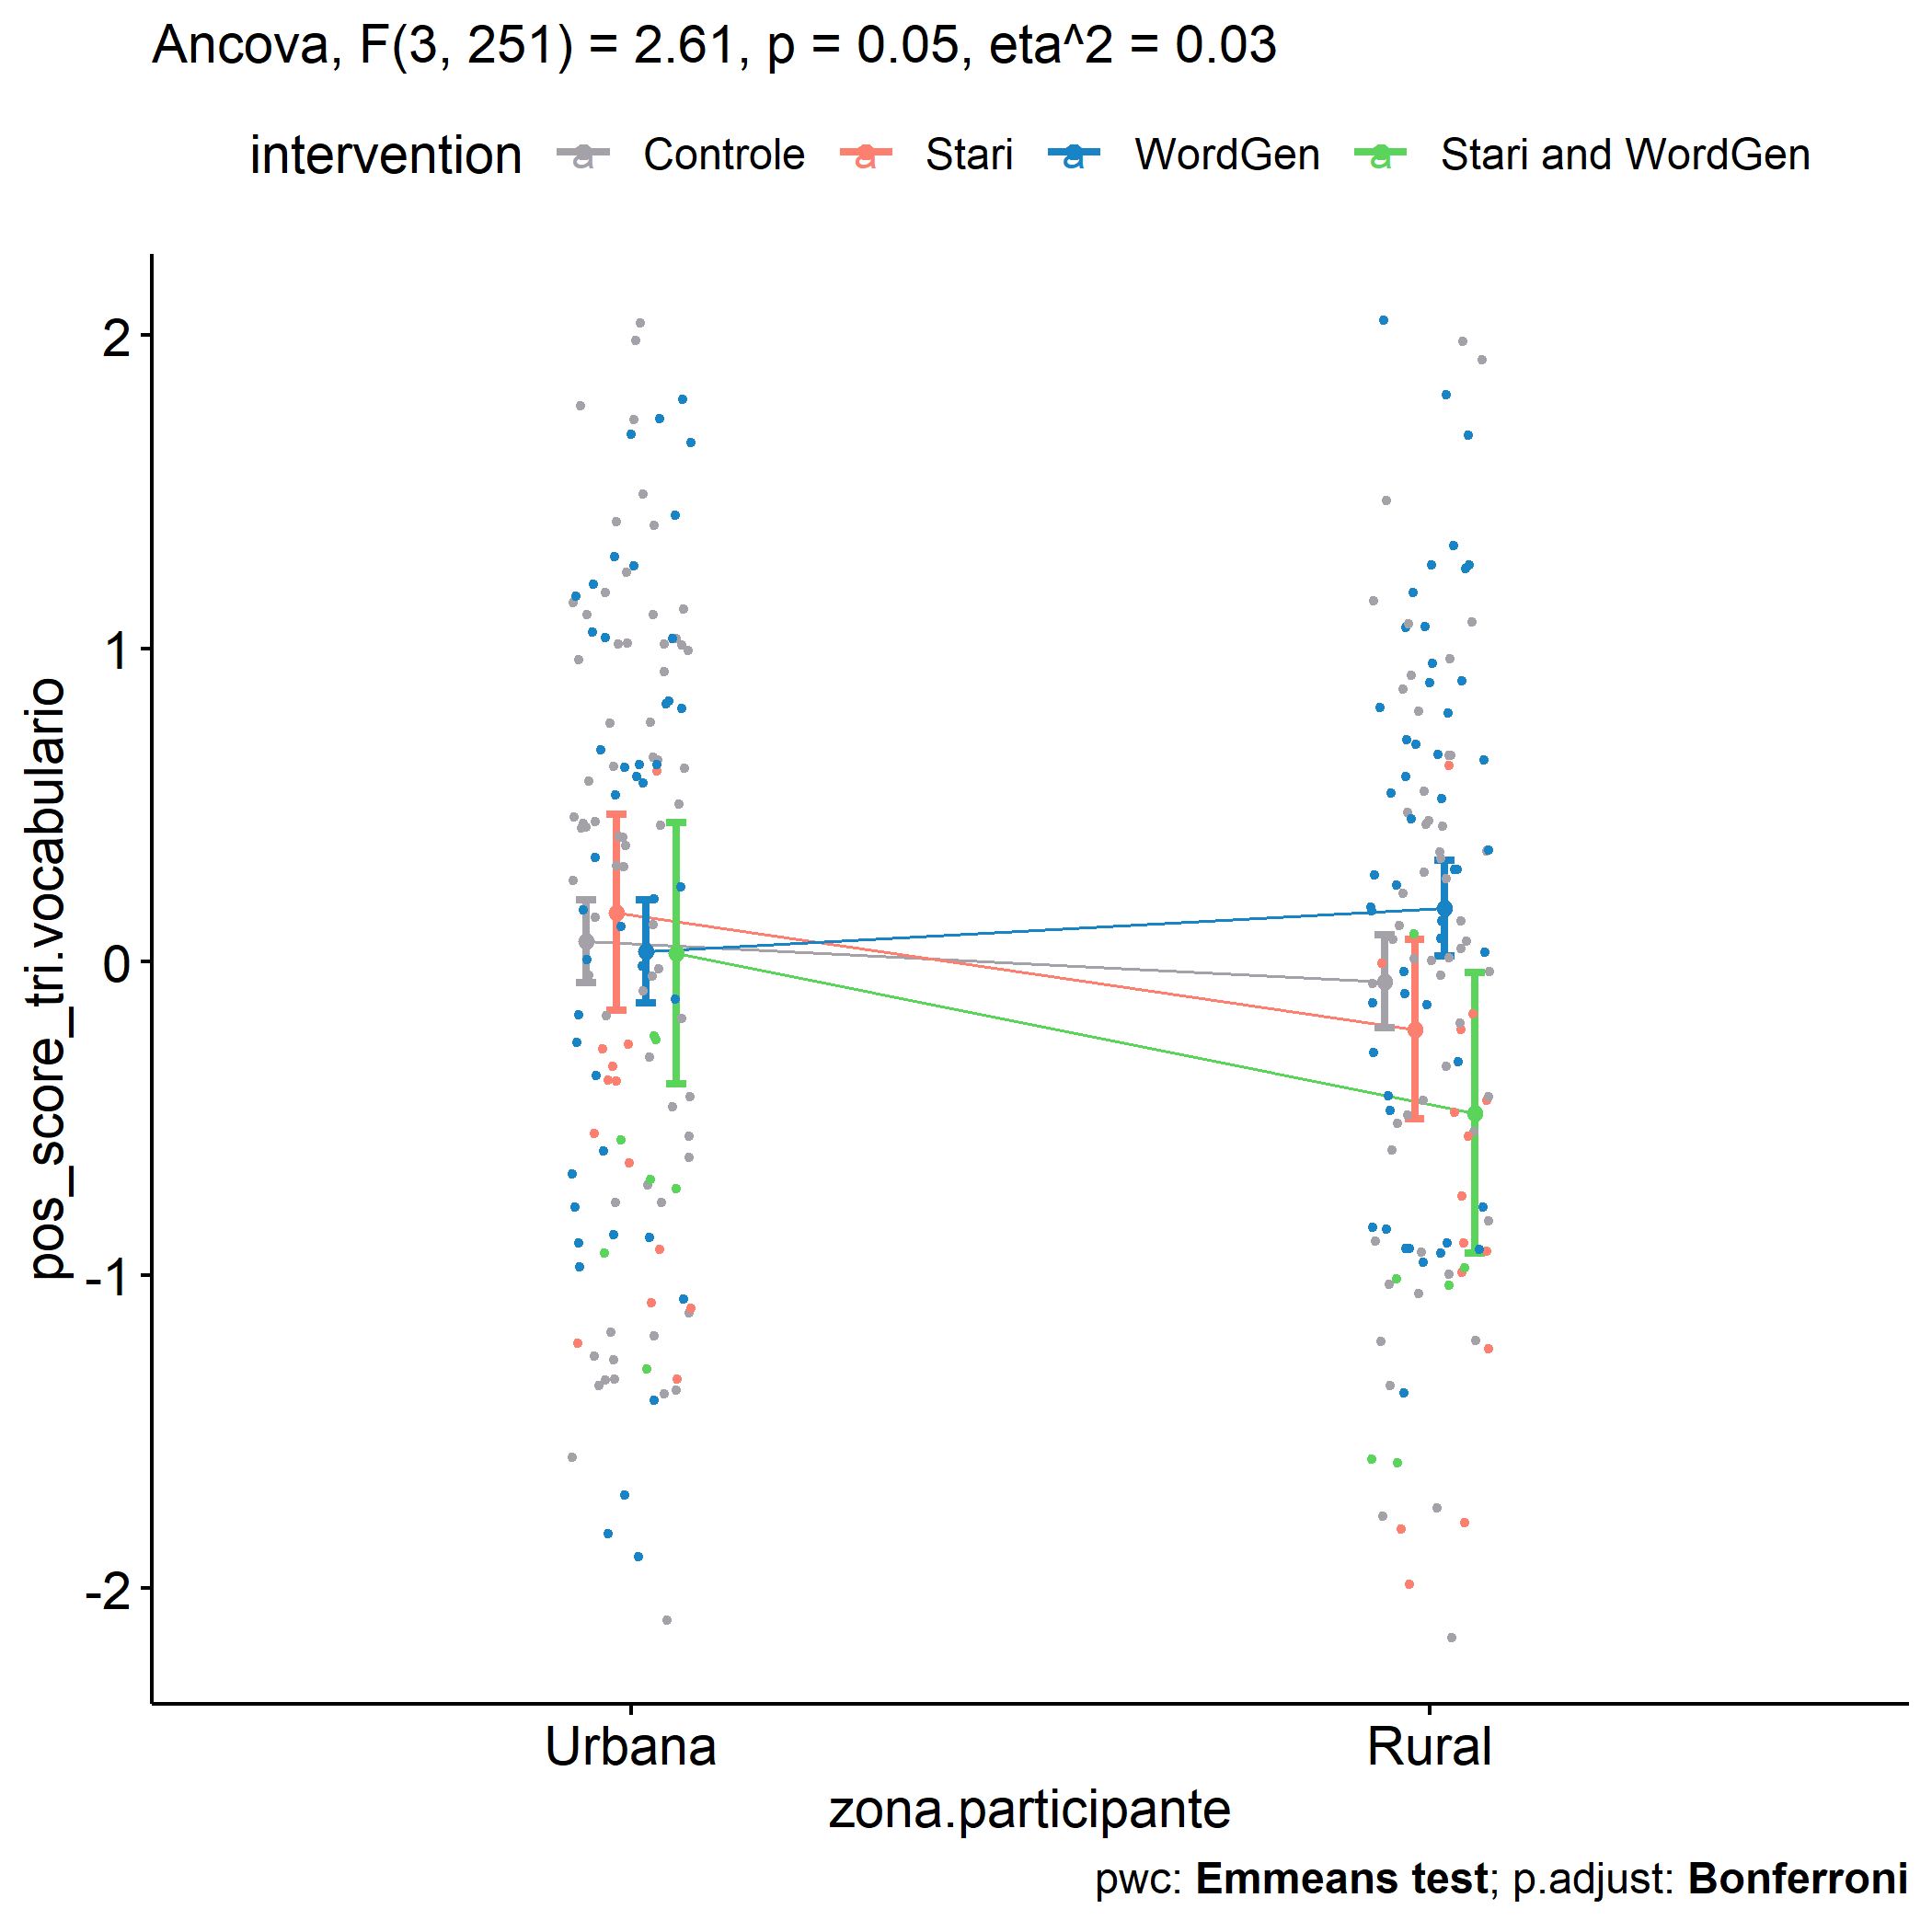 Ancova, F(3, 251) = 2.61, p = 0.05, eta^2 = 0.03
intervention a Controle a Stari a WordGen a Stari and WordGen
pos_score_tri.vocabulario
2
1
0
-1
-2
Urbana Rural
zona.participante
pwc: Emmeans test; p.adjust: Bonferroni